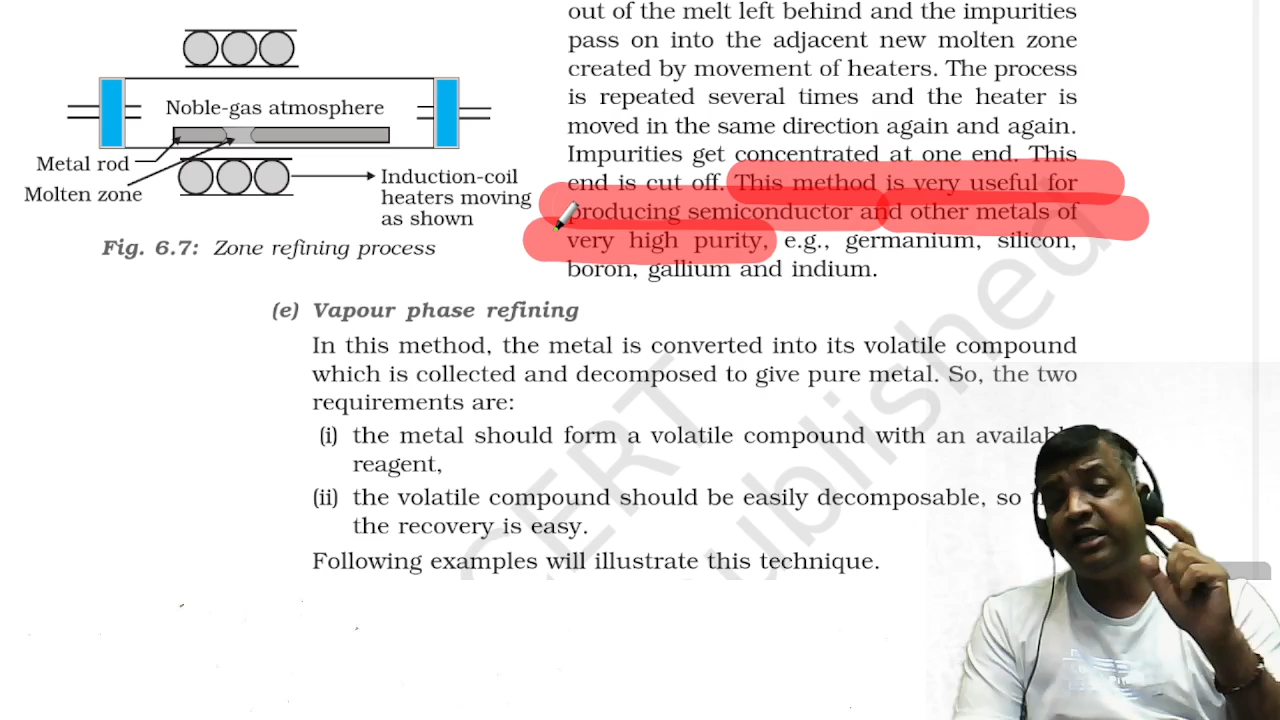 out of the melt left behind and the impurities
pass on into the adjacent new molten zone
created by movement of heaters. The process
is repeated several times and the heater is
moved in the same direction again and again.
Impurities get concentrated at one end. This
end is cut off. This method is very useful for
producing semiconductor and other metals of
very high purity, e.g., germanium, silicon,
boron, gallium and indium.
Noble-gas atmosphere
Metal rod
Molten zone
Induction-coil
heaters moving
as shown
Fig. 6.7: Zone refining process
(e) Vapour phase refining
In this method, the metal is converted into its volatile compound
which is collected and decomposed to give pure metal. So, the two
requirements are:
(i) the metal should form a volatile compound with an availabl
reagent,
(ii) the volatile compound should be easily decomposable, so
the recovery is easy.
Following examples will illustrate this technique.
CERT
ublished